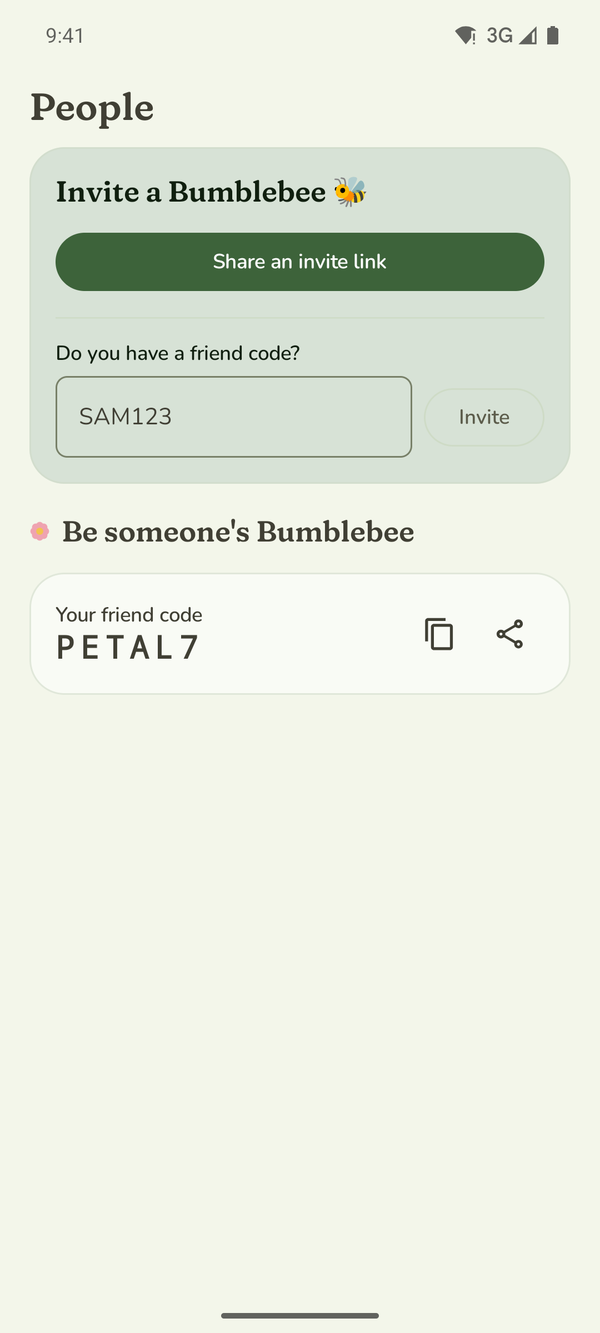 9:41
3G
People
Invite a Bumblebee 🐝
Share an invite link
Do you have a friend code?
SAM123
Invite
Be someone's Bumblebee
Your friend code
PETAL7